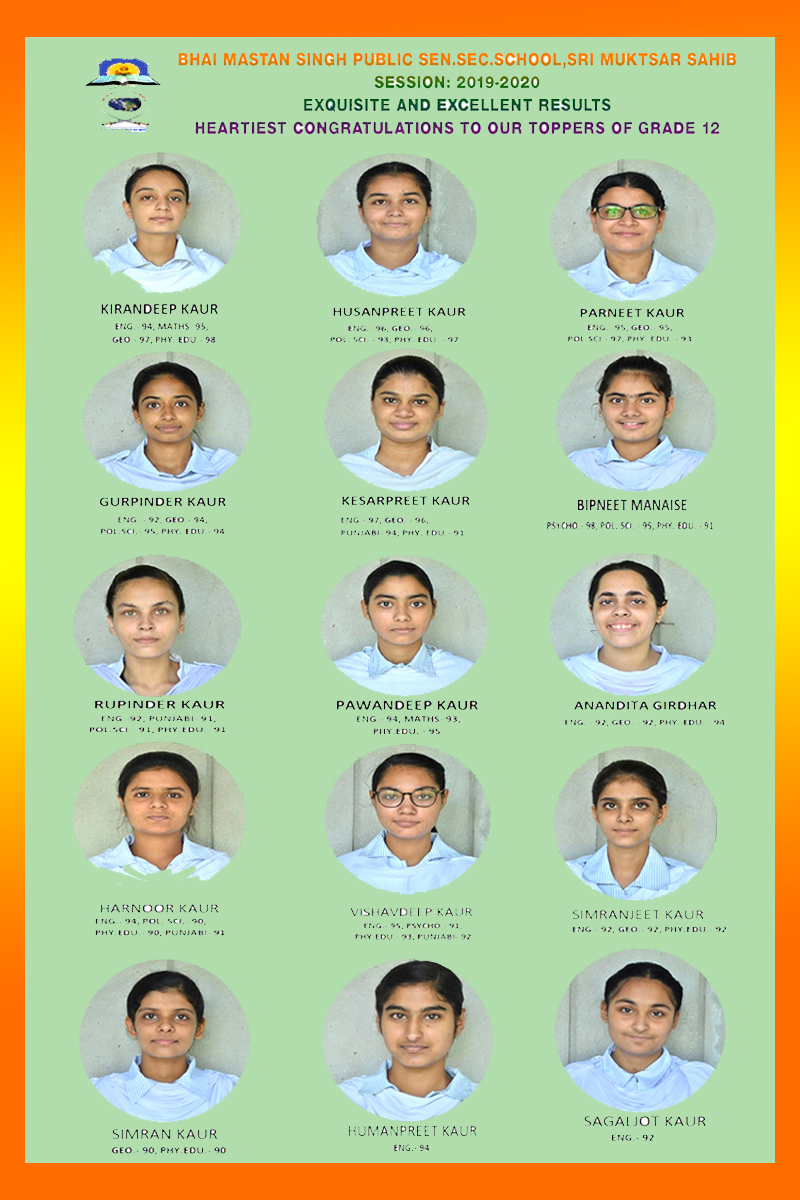 BHAI MASTAN SINGH PUBLIC SEN.SEC.SCHOOL,SRI MUKTSAR SAHIB
SESSION: 2019-2020
EXQUISITE AND EXCELLENT RESULTS
HEARTIEST CONGRATULATIONS TO OUR TOPPERS OF GRADE 12
KIRANDEEP KAUR
ENG. - 94, MATHS- 95,
GEO. - 97, PHY. EDU. - 98
HUSANPREET KAUR
ENG. - 96, GEO. - 96,
POL. SCI. - 93, PHY. EDU. - 97
PARNEET KAUR
ENG. - 95, GEO. - 95,
POL.SCI. - 97, PHY. EDU. - 93
GURPINDER KAUR
ENG. - 92, GEO. - 94,
POL.SCI. - 95, PHY. EDU. - 94
KESARPREET KAUR
ENG. - 97, GEO. - 96,
PUNJABI- 94, PHY. EDU. - 91
BIPNEET MANAISE
PSYCHO. - 98, POL. SCI. - 95, PHY. EDU. - 91
RUPINDER KAUR
ENG. - 92, PUNJABI - 91,
POL.SCI. - 91, PHY.EDU. - 91
PAWANDEEP KAUR
ENG. - 94, MATHS- 93,
PHY.EDU. - 95
ANANDITA GIRDHAR
ENG. - 92, GEO. - 92, PHY. EDU. - 94
HARNOOR KAUR
ENG. - 94, POL. SCI. - 90,
PHY.EDU. - 90, PUNJABI- 91
VISHAVDEEP KAUR
ENG. - 95, PSYCHO - 91,
PHY.EDU. - 93, PUNJABI- 92
SIMRANJEET KAUR
ENG. - 92, GEO. - 92, PHY.EDU. - 92
SIMRAN KAUR
GEO.- 90, PHY.EDU.- 90
HUMANPREET KAUR
ENG.- 94
SAGALJOT KAUR
ENG.- 92